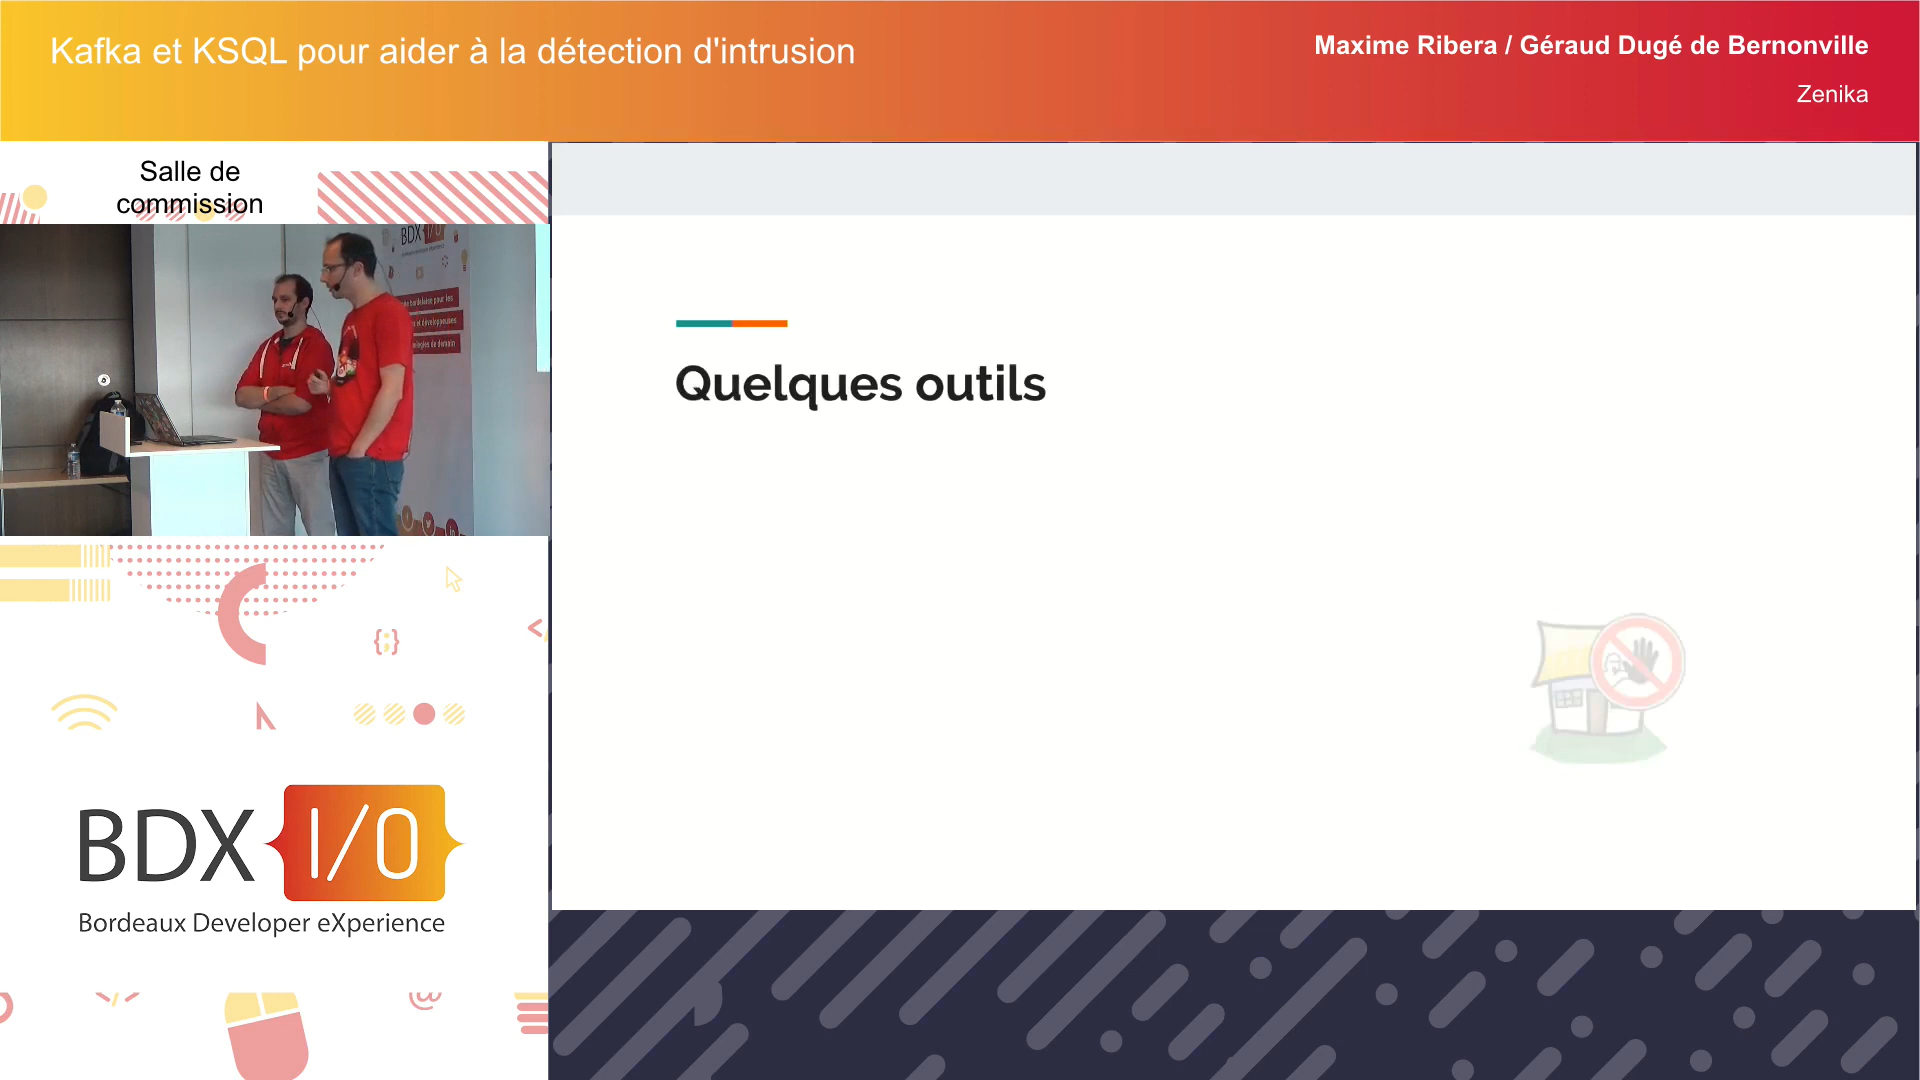 Kafka et KSQL pour aider à la détection d'intrusion
Maxime Ribera / Géraud Dugé de Bernonville
Zenika
Salle de
commission
BDX I/O
Quelques outils
{;}
<
BDX I/O
Bordeaux Developer eXperience
</>
@